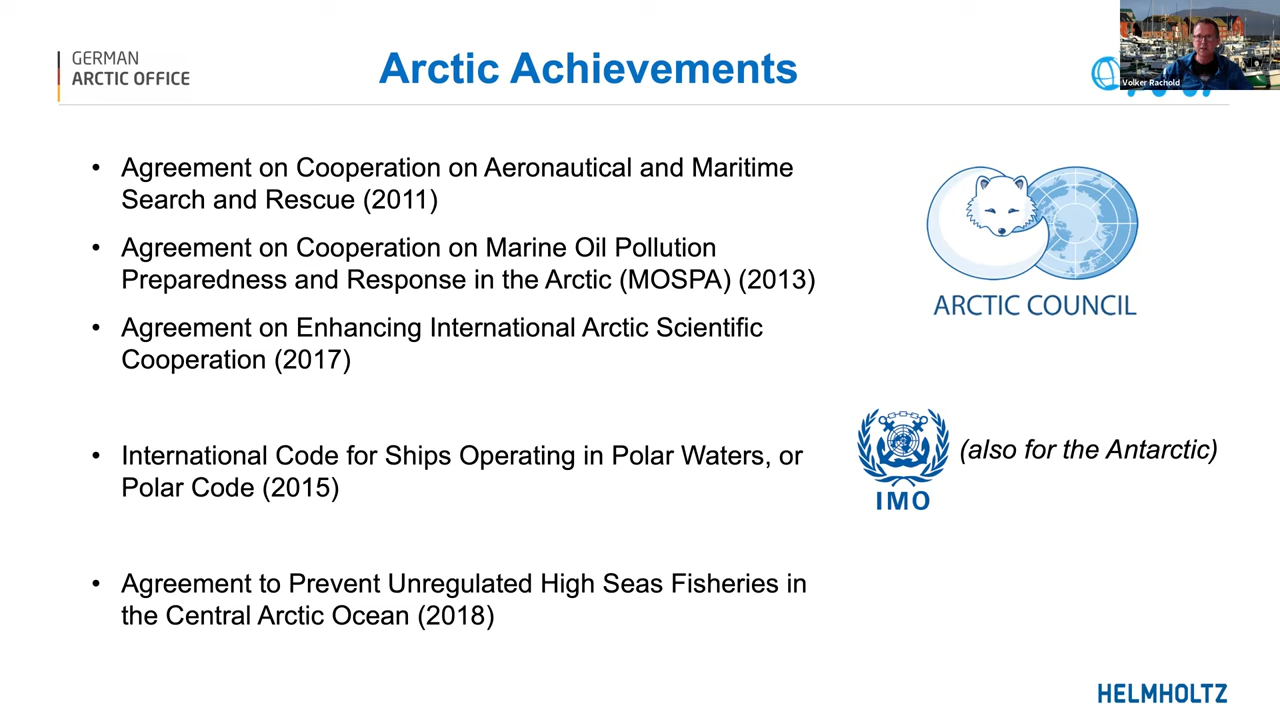 GERMAN
ARCTIC OFFICE
Arctic Achievements
Volker Rachold
• Agreement on Cooperation on Aeronautical and Maritime
Search and Rescue (2011)
• Agreement on Cooperation on Marine Oil Pollution
Preparedness and Response in the Arctic (MOSPA) (2013)
• Agreement on Enhancing International Arctic Scientific
Cooperation (2017)
ARCTIC COUNCIL
• International Code for Ships Operating in Polar Waters, or
Polar Code (2015)
IMO
(also for the Antarctic)
• Agreement to Prevent Unregulated High Seas Fisheries in
the Central Arctic Ocean (2018)
HELMHOLTZ